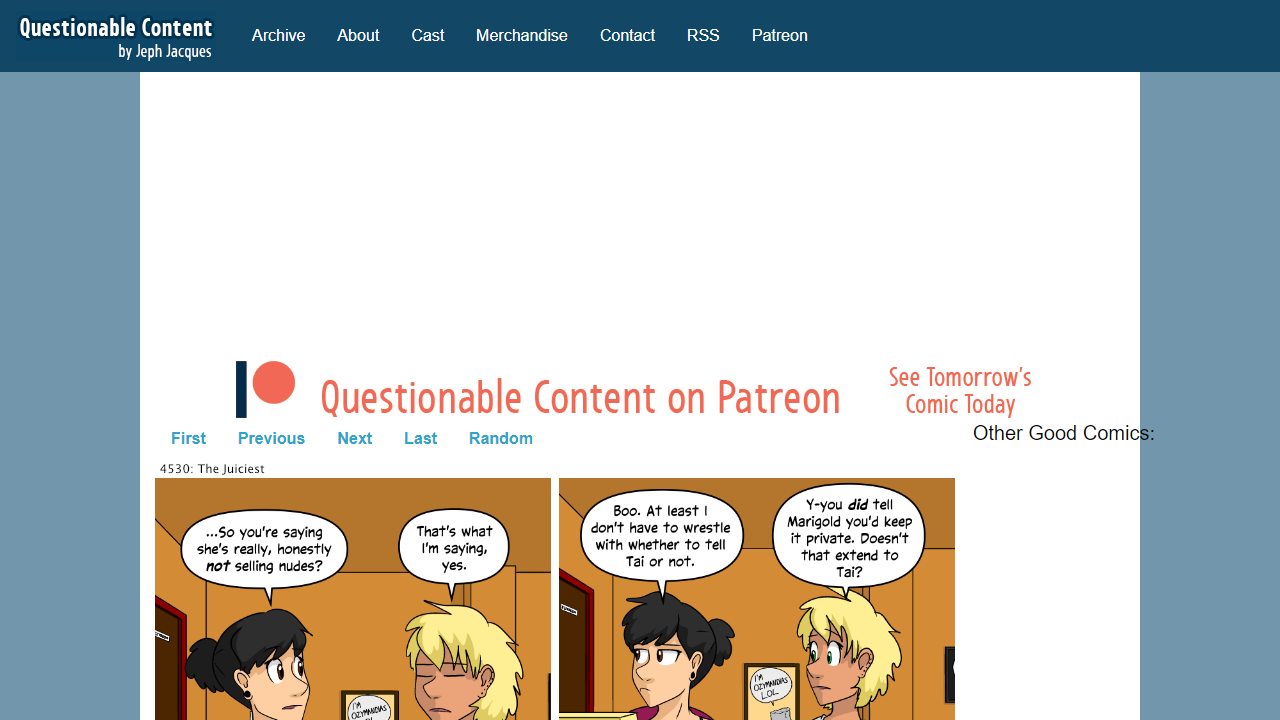 Questionable Content
by Jeph Jacques
Archive
About
Cast
Merchandise
Contact
RSS
Patreon
Questionable Content on Patreon
See Tomorrow's
Comic Today
First
Previous
Next
Last
Random
Other Good Comics:
4530: The Juiciest
...So you're saying
she's really, honestly
not selling nudes?
That's what
I'm saying,
yes.
Boo. At least I
don't have to wrestle
with whether to tell
Tai or not.
Y-you did tell
Marigold you'd keep
it private. Doesn't
that extend to
Tai?
I'M
OZYMANDIAS
I'M
OZYMANDIAS
LOL